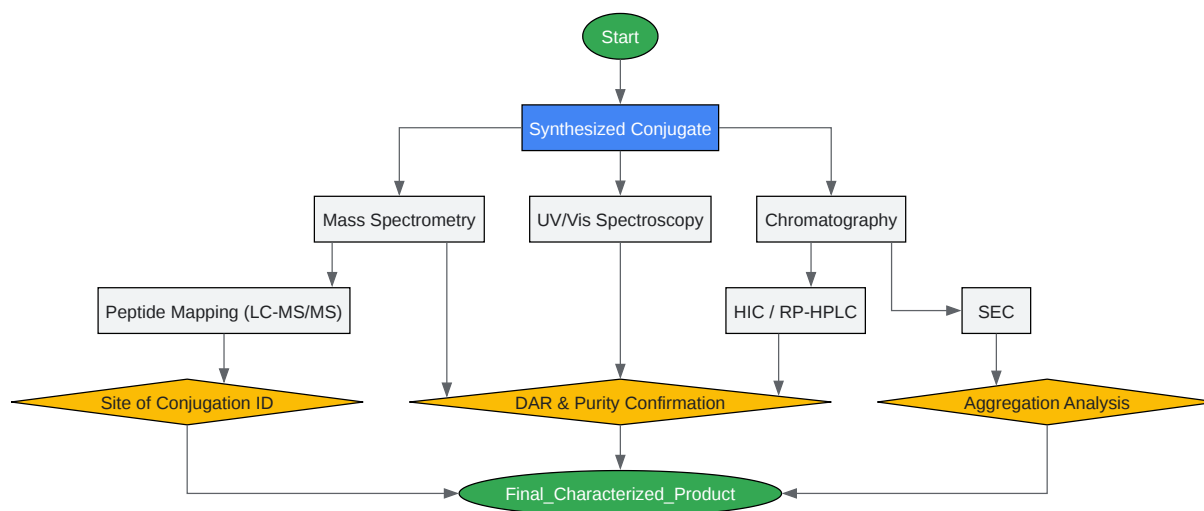 Start
Synthesized Conjugate
Mass Spectrometry
UV/Vis Spectroscopy
Chromatography
Peptide Mapping (LC-MS/MS)
HIC / RP-HPLC
SEC
Site of Conjugation ID
DAR & Purity Confirmation
Aggregation Analysis
Final_Characterized_Product